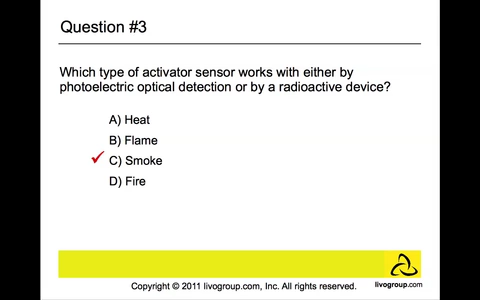 Question #3
Which type of activator sensor works with either by
photoelectric optical detection or by a radioactive device?
A) Heat
B) Flame
C) Smoke
D) Fire
livogroup.com
Copyright © 2011 livogroup.com, Inc. All rights reserved.